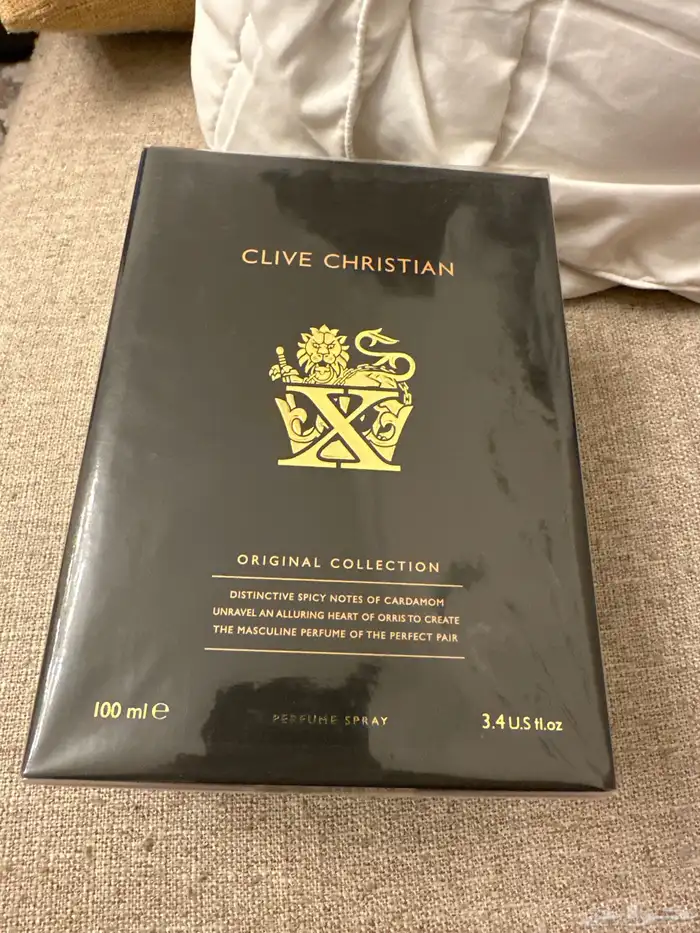 CLIVE CHRISTIAN
X
ORIGINAL COLLECTION
DISTINCTIVE SPICY NOTES OF CARDAMOM
UNRAVEL AN ALLURING HEART OF ORRIS TO CREATE
THE MASCULINE PERFUME OF THE PERFECT PAIR
100 ml ℮
PERFUME SPRAY
3.4 U.S fl.oz